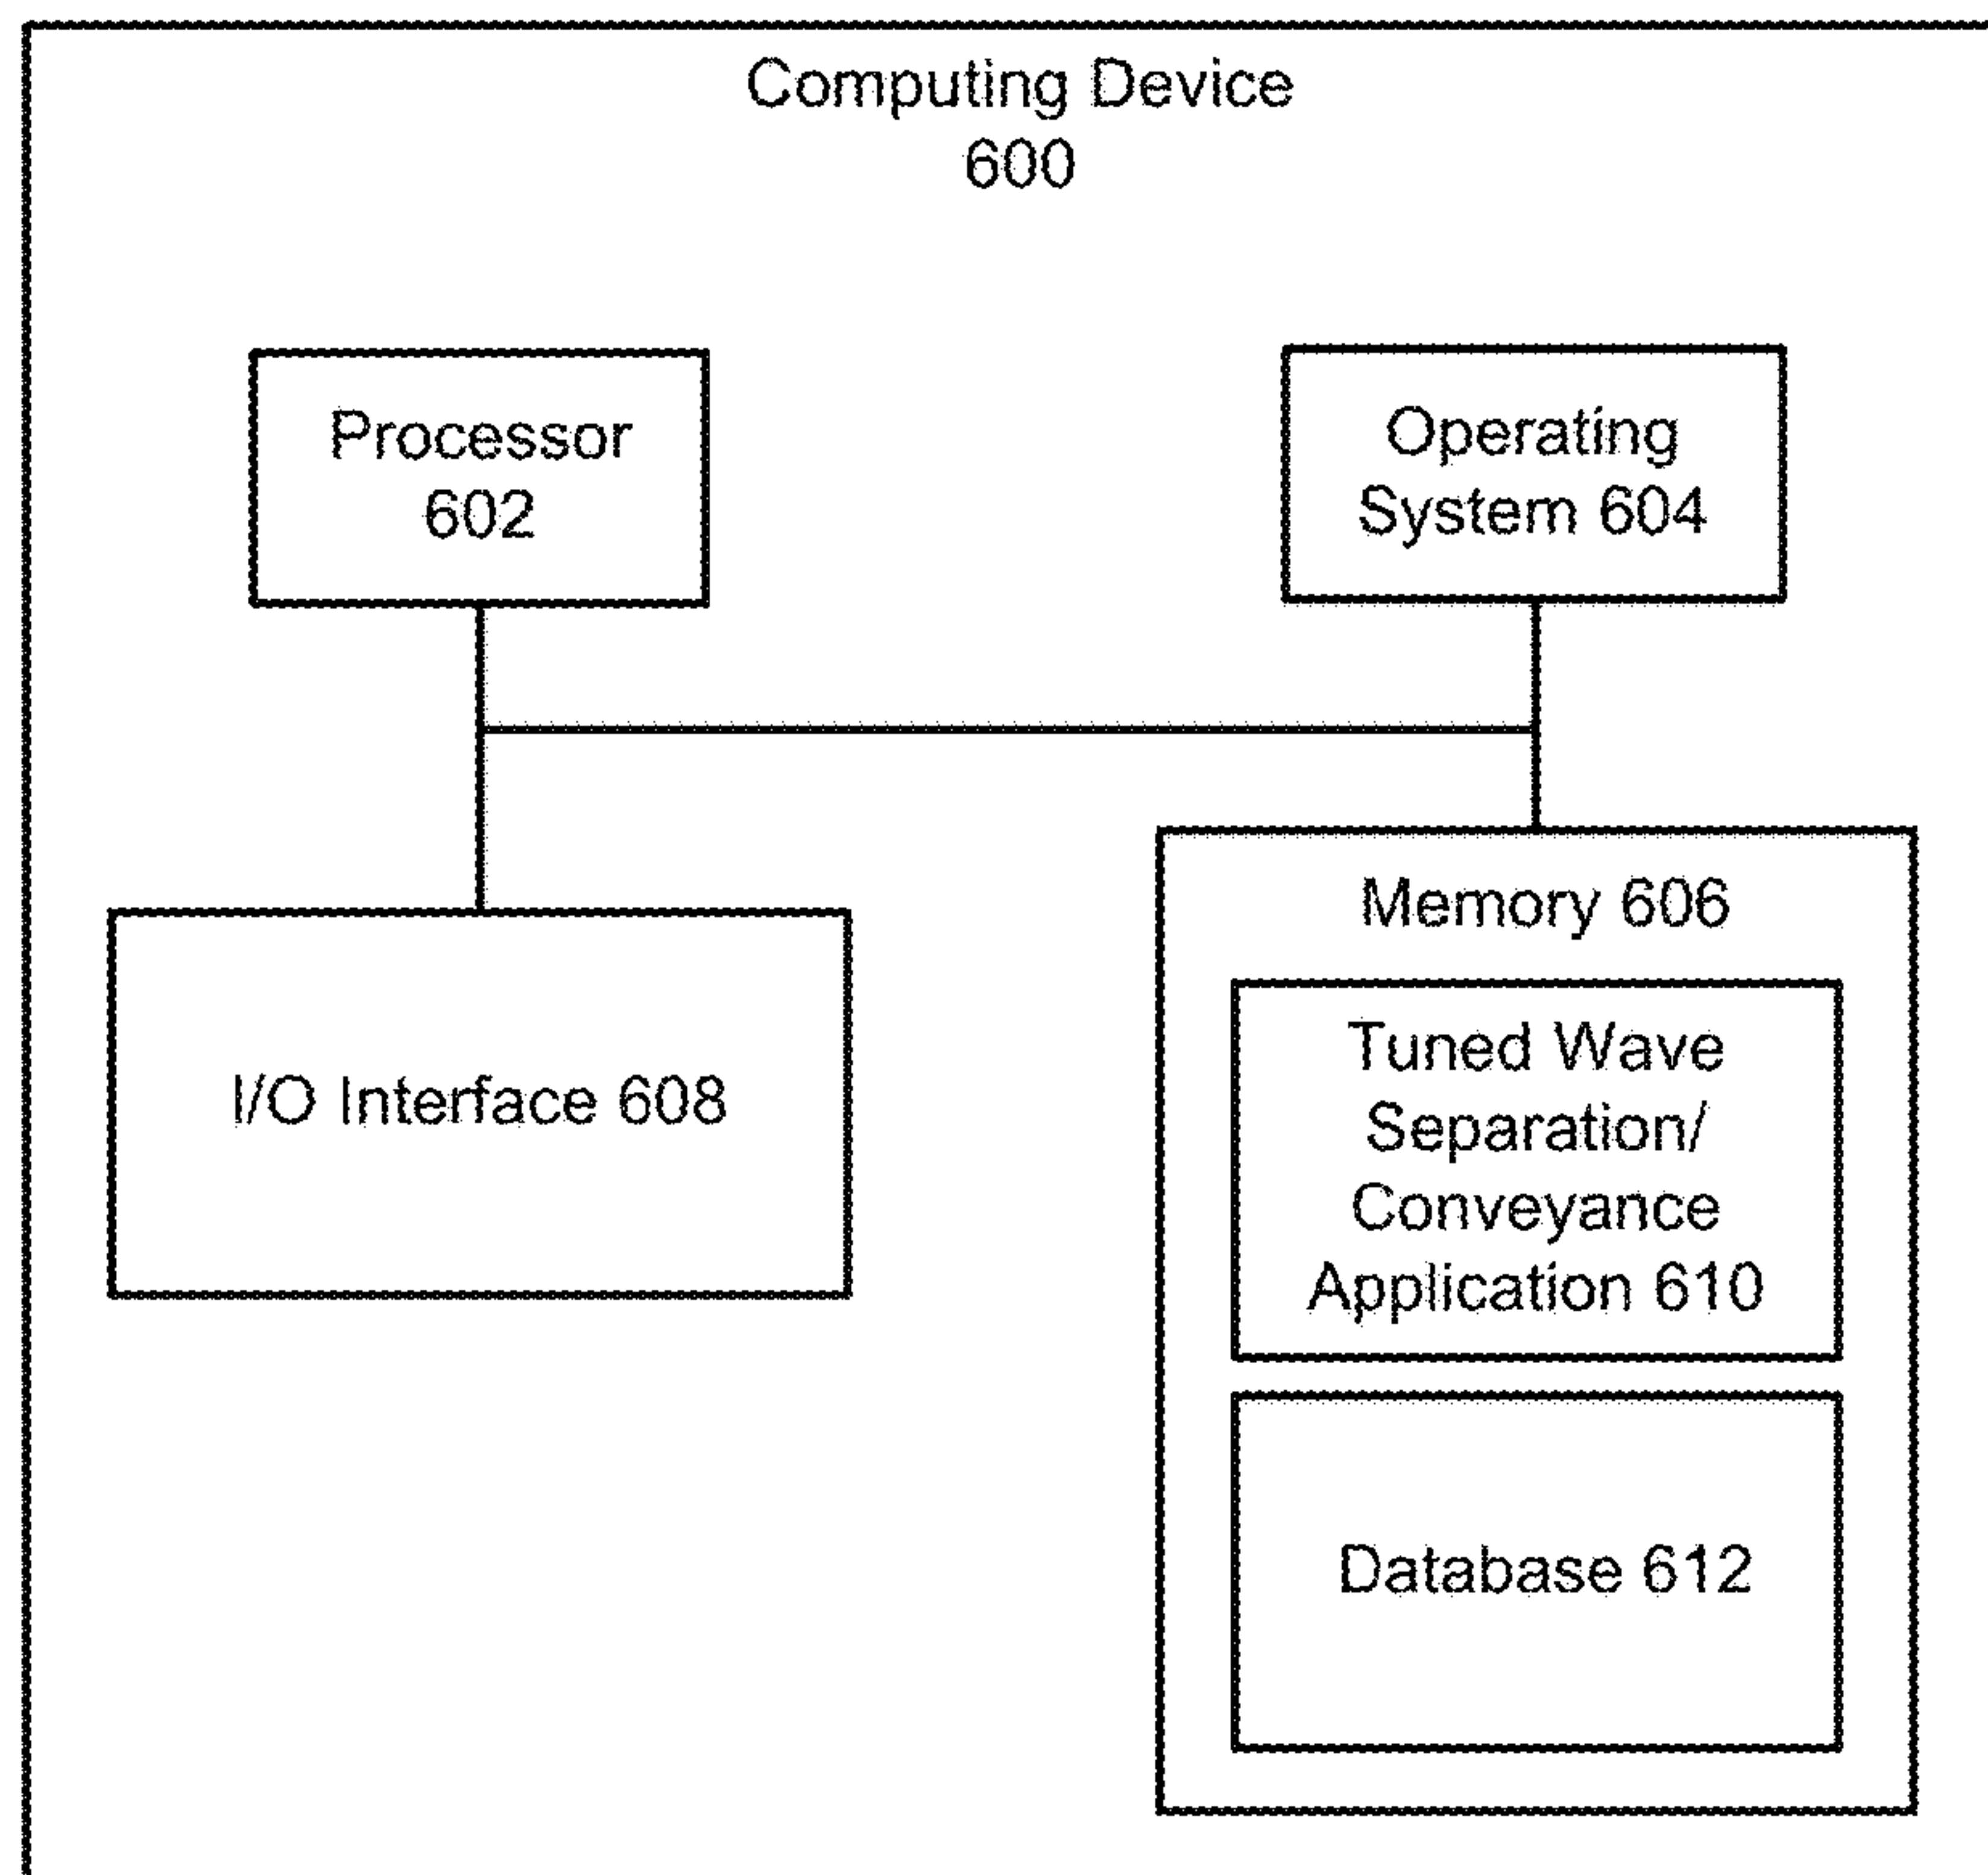 Computing Device
600
Processor
602
Operating
System 604
Memory 606
I/O Interface 608
Tuned Wave
Separation/
Conveyance
Application 610
Database 612